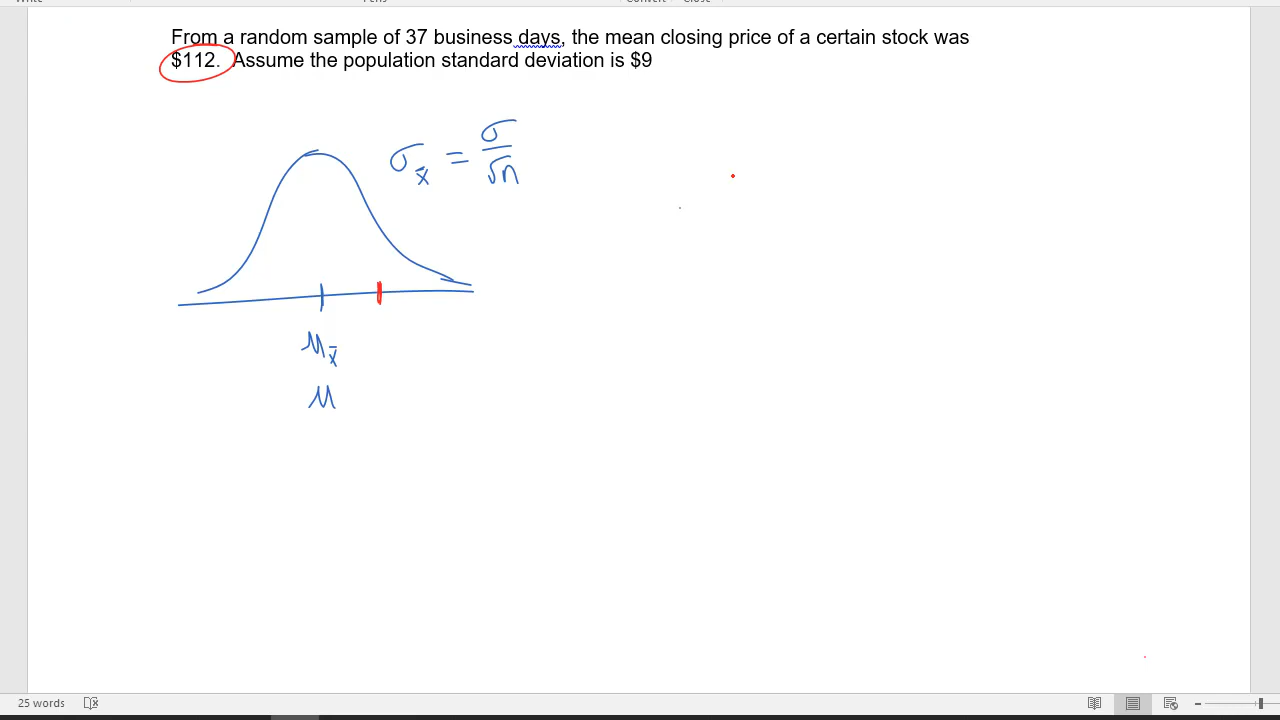 From a random sample of 37 business days, the mean closing price of a certain stock was
$112. Assume the population standard deviation is $9
σx̄ = σ/√n
μx̄
μ
25 words